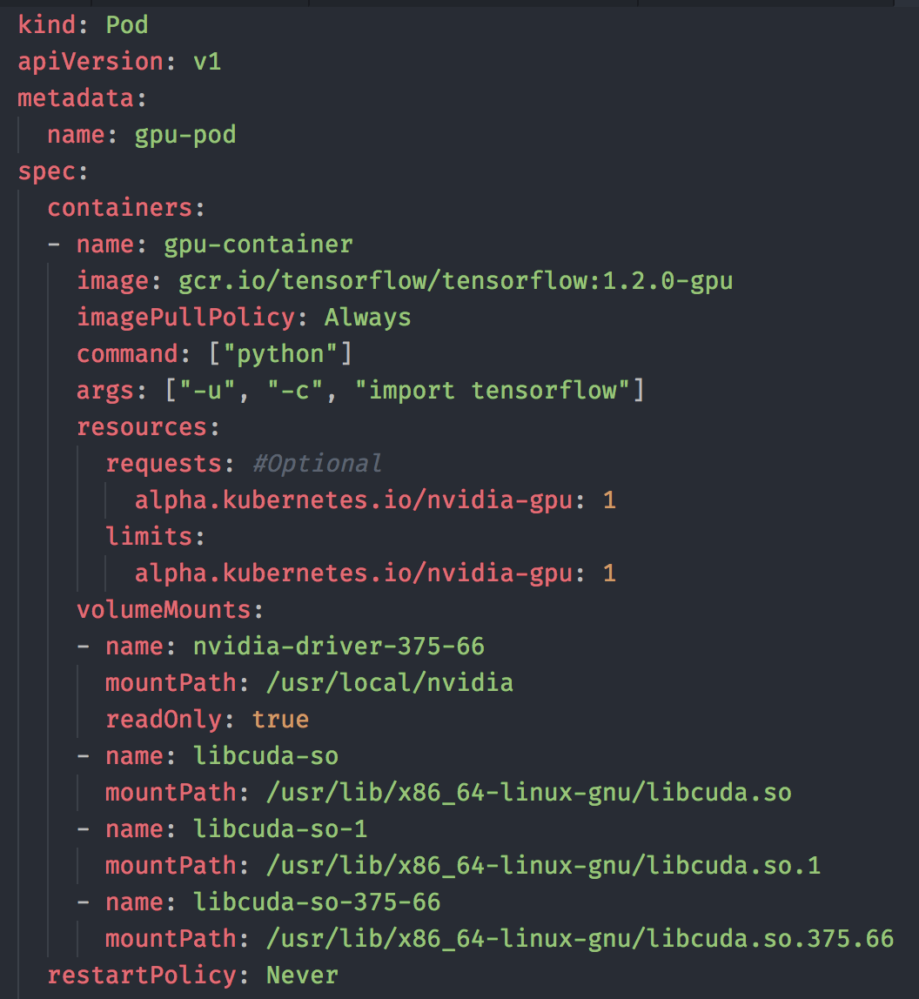 kind: Pod
apiVersion: v1
metadata:
  name: gpu-pod
spec:
  containers:
  - name: gpu-container
    image: gcr.io/tensorflow/tensorflow:1.2.0-gpu
    imagePullPolicy: Always
    command: ["python"]
    args: ["-u", "-c", "import tensorflow"]
    resources:
      requests: #Optional
        alpha.kubernetes.io/nvidia-gpu: 1
      limits:
        alpha.kubernetes.io/nvidia-gpu: 1
    volumeMounts:
    - name: nvidia-driver-375-66
      mountPath: /usr/local/nvidia
      readOnly: true
    - name: libcuda-so
      mountPath: /usr/lib/x86_64-linux-gnu/libcuda.so
    - name: libcuda-so-1
      mountPath: /usr/lib/x86_64-linux-gnu/libcuda.so.1
    - name: libcuda-so-375-66
      mountPath: /usr/lib/x86_64-linux-gnu/libcuda.so.375.66
  restartPolicy: Never